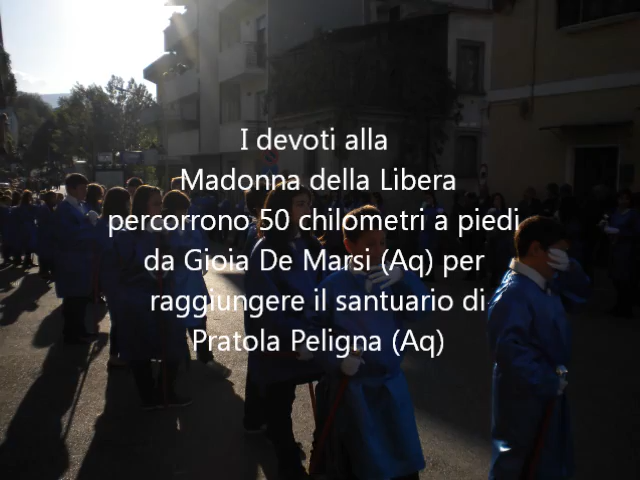 I devoti alla
Madonna della Libera
percorrono 50 chilometri a piedi
da Gioia De Marsi (Aq) per
raggiungere il santuario di
Pratola Peligna (Aq)